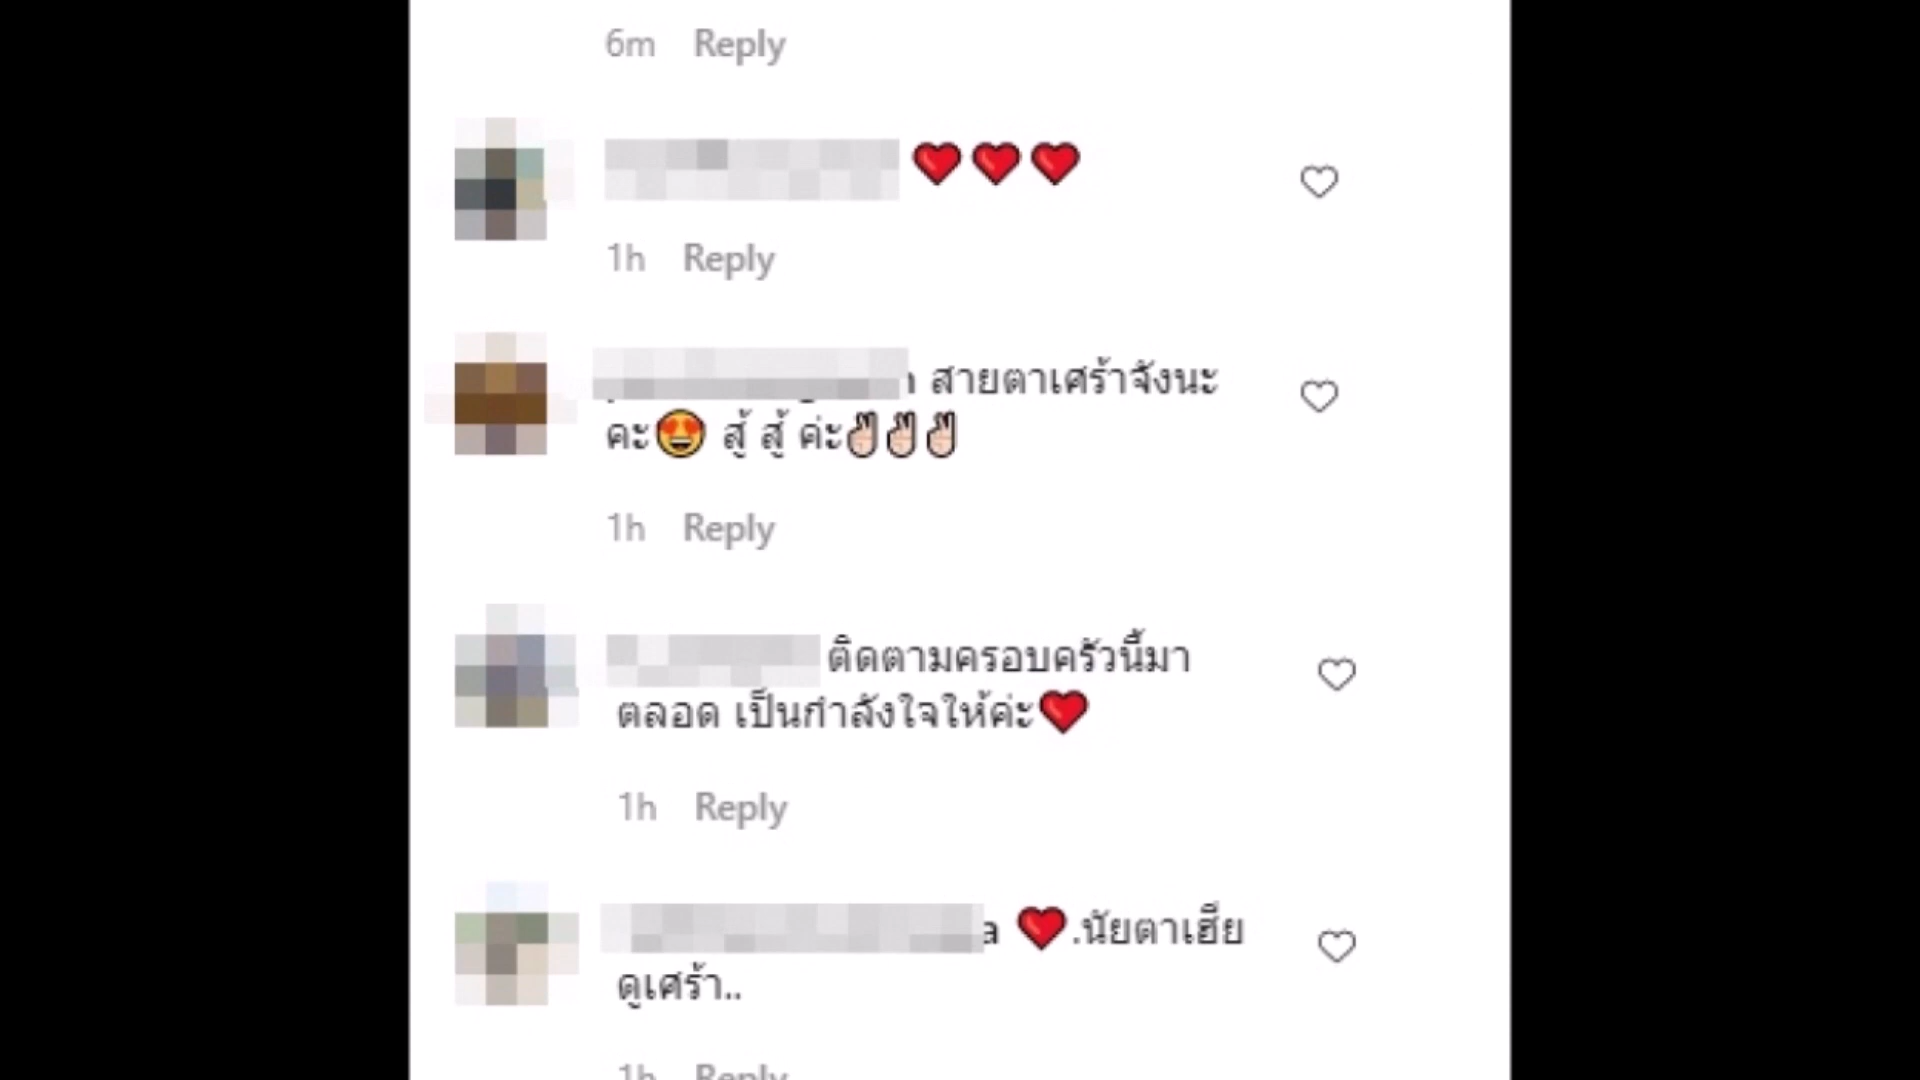 6m Reply
❤️❤️❤️
1h Reply
สายตาเศร้าจังนะ
คะ😍 สู้ สู้ ค่ะ✌🏻✌🏻✌🏻
1h Reply
ติดตามครอบครัวนี้มา
ตลอด เป็นกำลังใจให้ค่ะ❤️
1h Reply
a ❤️.นัยตาเฮีย
ดูเศร้า..
1h Reply